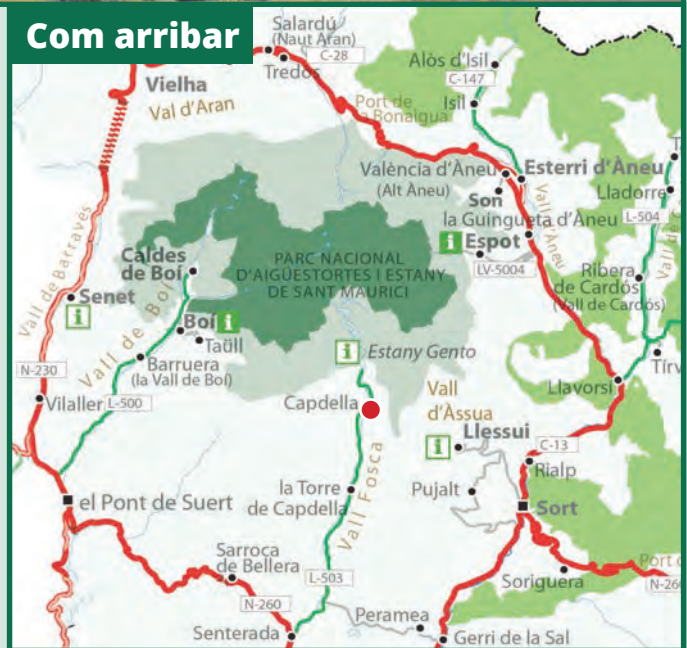 Com arribar
Salardú
(Naut Aran)
Tredòs
C-28
Alòs d'Isil
C-147
Isil
Vielha
Val d'Aran
Port de
la Bonaigua
València d'Àneu
(Alt Àneu)
Esterri d'Àneu
Son
la Guingueta d'Àneu
Vall d'Àneu
Lladorre
L-504
i Espot
LV-5004
Ribera
de Cardós
(Vall de Cardós)
Vall de Barravés
Caldes
de Boí
PARC NACIONAL
D'AIGÜESTORTES I ESTANY
DE SANT MAURICI
Senet
i
Vall de Boí
Boí i
Taüll
Barruera
(la Vall de Boí)
i Estany Gento
N-230
Vilaller
L-500
Capdella
Vall
d'Àssua
Llavorsí
Llessui
i
C-13
Rialp
el Pont de Suert
la Torre
de Capdella
Vall Fosca
Pujalt
Sort
Sarroca
de Bellera
L-503
Soriguera
N-260
Senterada
Peramea
Gerri de la Sal